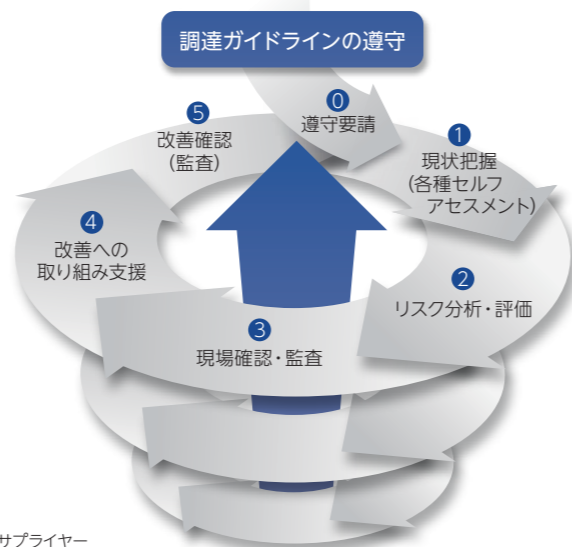 調達ガイドラインの遵守
0
遵守要請
1
現状把握
(各種セルフ
アセスメント)
2
リスク分析・評価
3
現場確認・監査
4
改善への
取り組み支援
5
改善確認
(監査)
サプライヤー